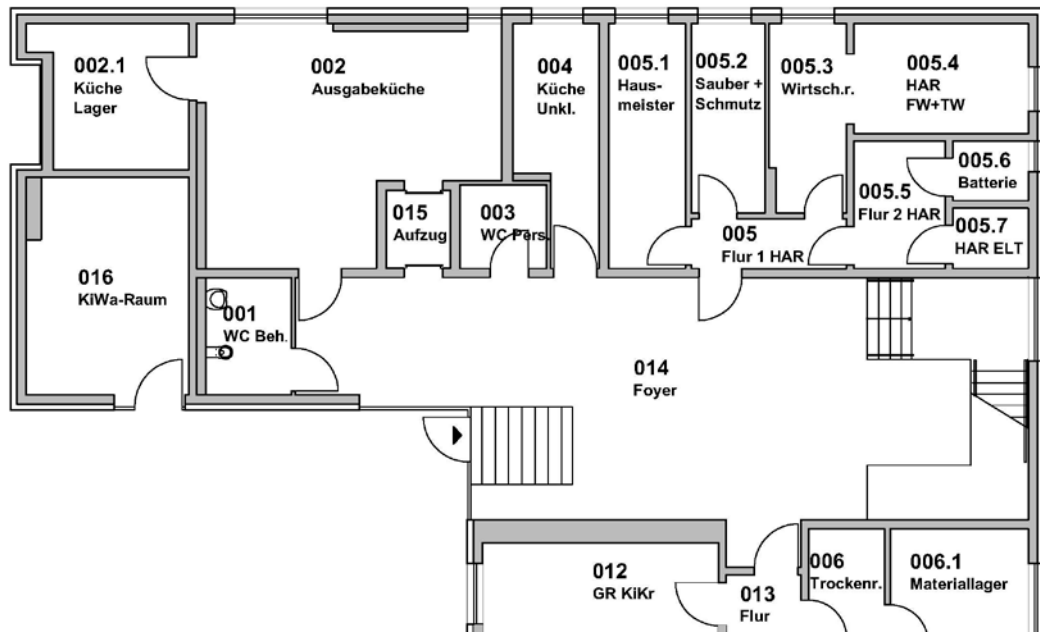 002.1
Küche
Lager
002
Ausgabeküche
004
Küche
Unkl.
005.1
Haus-
meister
005.2
Sauber +
Schmutz
005.3
Wirtsch.r.
005.4
HAR
FW+TW
005.6
Batterie
005.5
Flur 2 HAR
005.7
HAR ELT
015
Aufzug
003
WC Pers.
005
Flur 1 HAR
016
KiWa-Raum
001
WC Beh.
014
Foyer
012
GR KiKr
013
Flur
006
Trockenr.
006.1
Materiallager